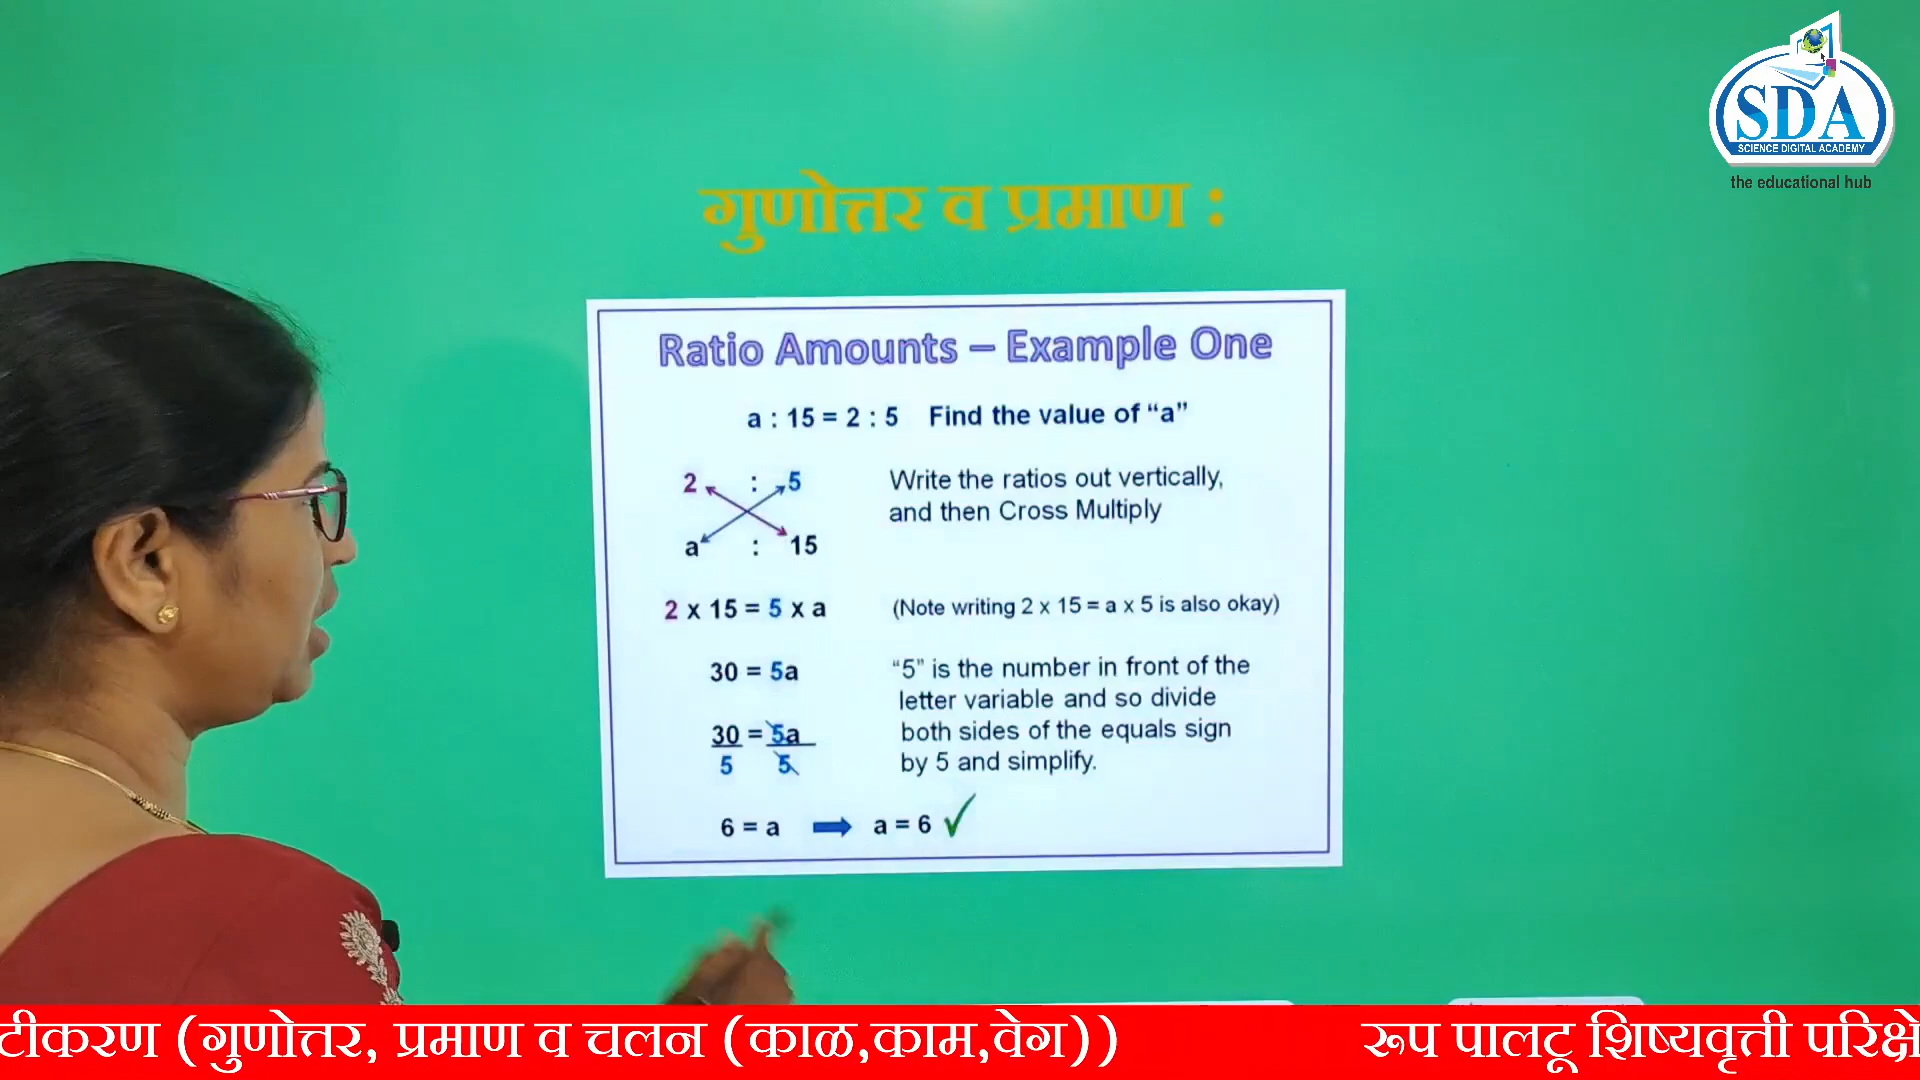 SDA
SCIENCE DIGITAL ACADEMY
the educational hub
गुणोत्तर व प्रमाण :
Ratio Amounts – Example One
a : 15 = 2 : 5 Find the value of “a”
2 : 5
a : 15
Write the ratios out vertically,
and then Cross Multiply
2 x 15 = 5 x a
(Note writing 2 x 15 = a x 5 is also okay)
30 = 5a
“5” is the number in front of the
letter variable and so divide
both sides of the equals sign
by 5 and simplify.
30 = 5a
5 5
6 = a a = 6 ✓
टीकरण (गुणोत्तर, प्रमाण व चलन (काळ,काम,वेग)) रूप पालटू शिष्यवृत्ती परिक्षे